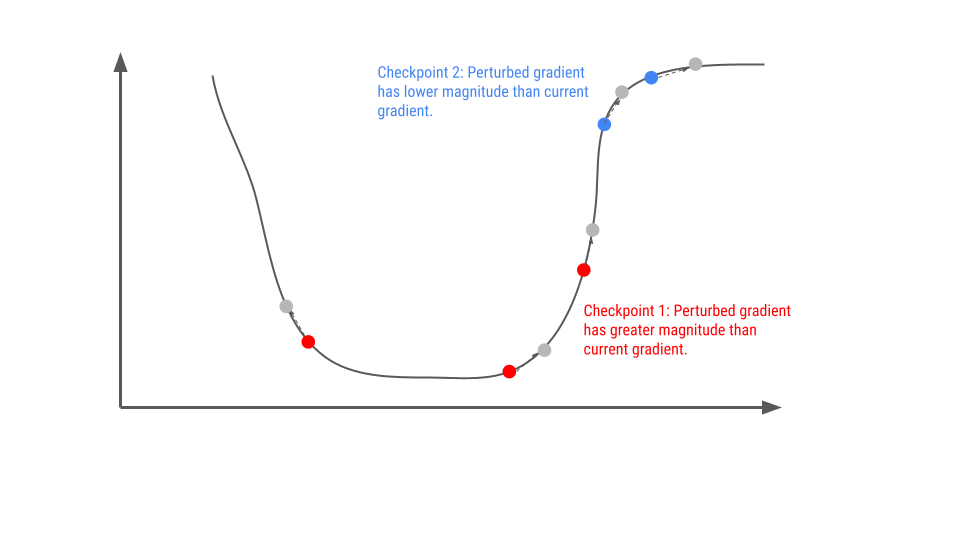 Checkpoint 2: Perturbed gradient
has lower magnitude than current
gradient.
Checkpoint 1: Perturbed gradient
has greater magnitude than
current gradient.